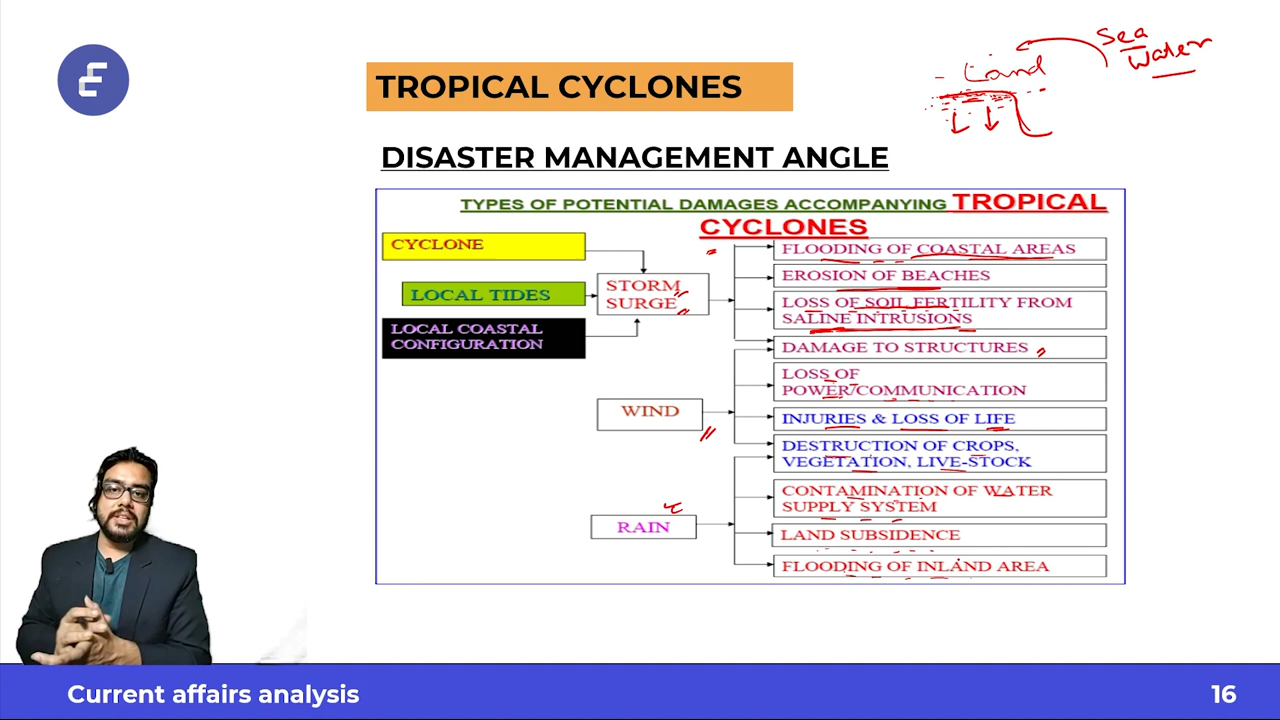 Sea
Water
Land
TROPICAL CYCLONES
DISASTER MANAGEMENT ANGLE
TYPES OF POTENTIAL DAMAGES ACCOMPANYING TROPICAL
CYCLONES
CYCLONE
LOCAL TIDES
LOCAL COASTAL
CONFIGURATION
STORM
SURGE
WIND
RAIN
FLOODING OF COASTAL AREAS
EROSION OF BEACHES
LOSS OF SOIL FERTILITY FROM
SALINE INTRUSIONS
DAMAGE TO STRUCTURES
LOSS OF
POWER/COMMUNICATION
INJURIES & LOSS OF LIFE
DESTRUCTION OF CROPS,
VEGETATION, LIVE-STOCK
CONTAMINATION OF WATER
SUPPLY SYSTEM
LAND SUBSIDENCE
FLOODING OF INLAND AREA
Current affairs analysis
16